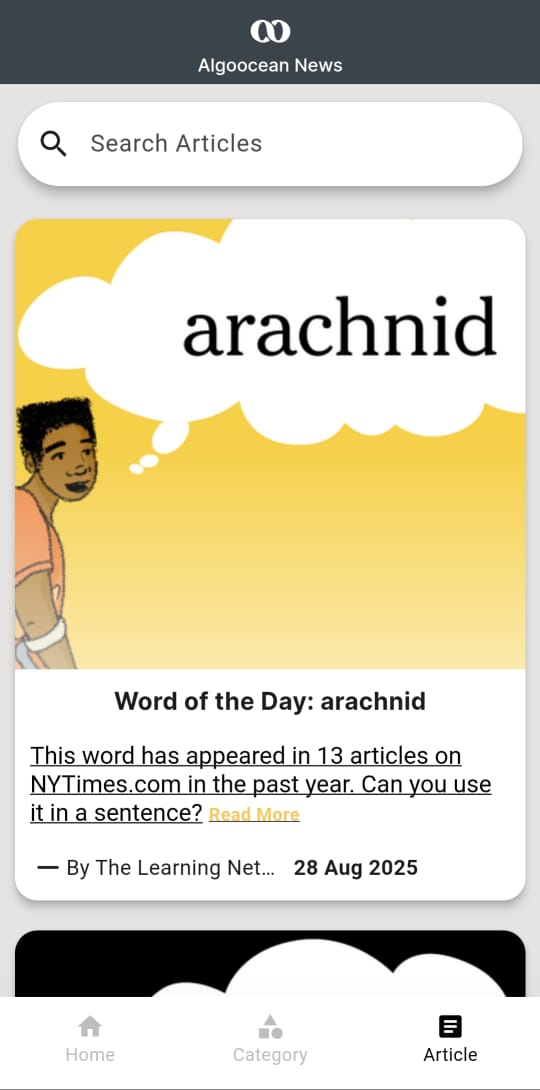 Algoocean News
Search Articles
arachnid
Word of the Day: arachnid
This word has appeared in 13 articles on
NYTimes.com in the past year. Can you use
it in a sentence? Read More
— By The Learning Net... 28 Aug 2025
Home Category Article